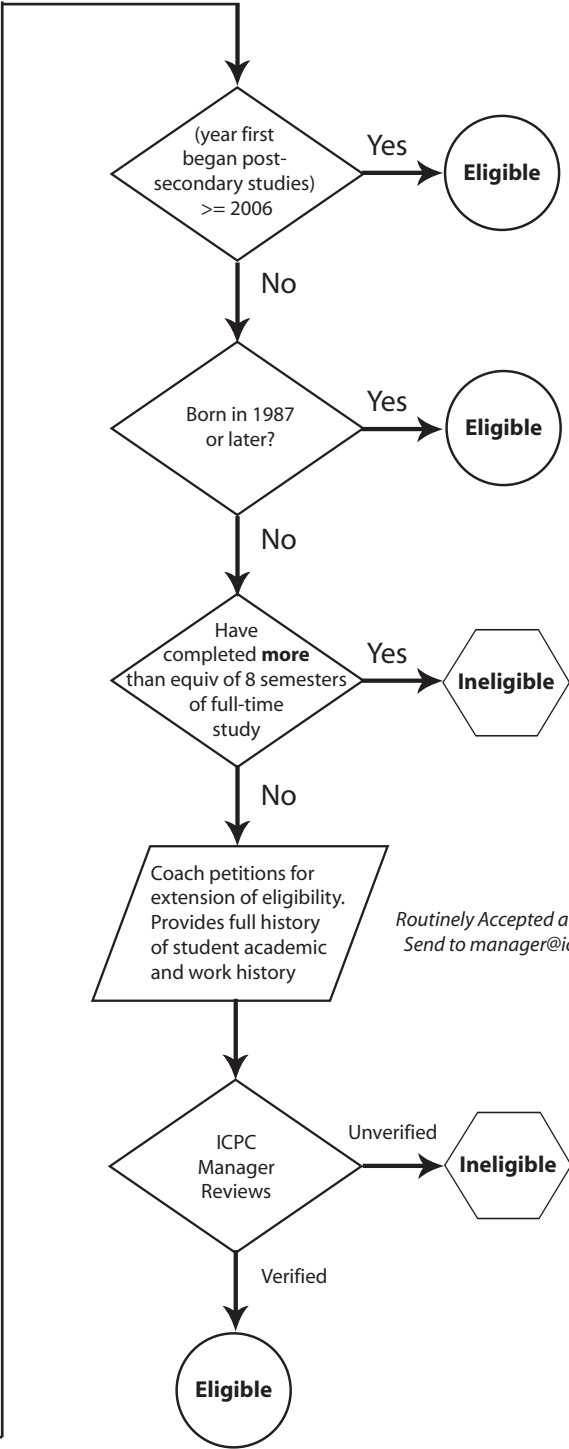 (year first
began post-
secondary studies)
>= 2006
Yes
Eligible
No
Born in 1987
or later?
Yes
Eligible
No
Have
completed more
than equiv of 8 semesters
of full-time
study
Yes
Ineligible
No
Coach petitions for
extension of eligibility.
Provides full history
of student academic
and work history
Routinely Accepted a
Send to manager@ic
ICPC
Manager
Reviews
Unverified
Ineligible
Verified
Eligible